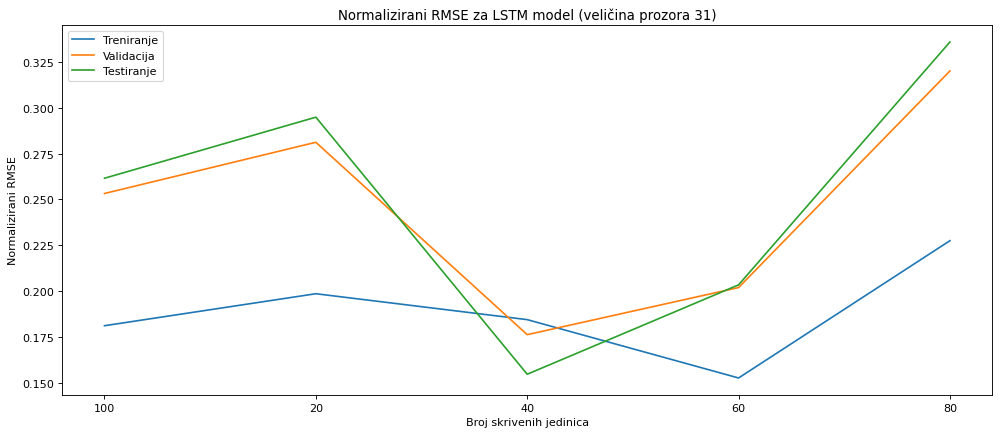 Normalizirani RMSE za LSTM model (veličina prozora 31)
Treniranje
Validacija
Testiranje
Normalizirani RMSE
0.325
0.300
0.275
0.250
0.225
0.200
0.175
0.150
100 20 40 60 80
Broj skrivenih jedinica